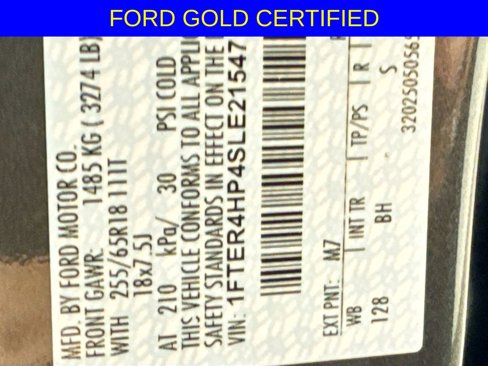 FORD GOLD CERTIFIED
MFD. BY FORD MOTOR CO.
FRONT GAWR: 1485 KG ( 3274 LB)
WITH 255/65R18 111T
18x7.5J
AT 210 kPa/ 30 PSI COLD
THIS VEHICLE CONFORMS TO ALL APPLIC
SAFETY STANDARDS IN EFFECT ON THE
VIN: 1FTER4HP4SLE21547
EXT PNT: M7
WB INT TR TP/PS R
128 BH S
3202505056